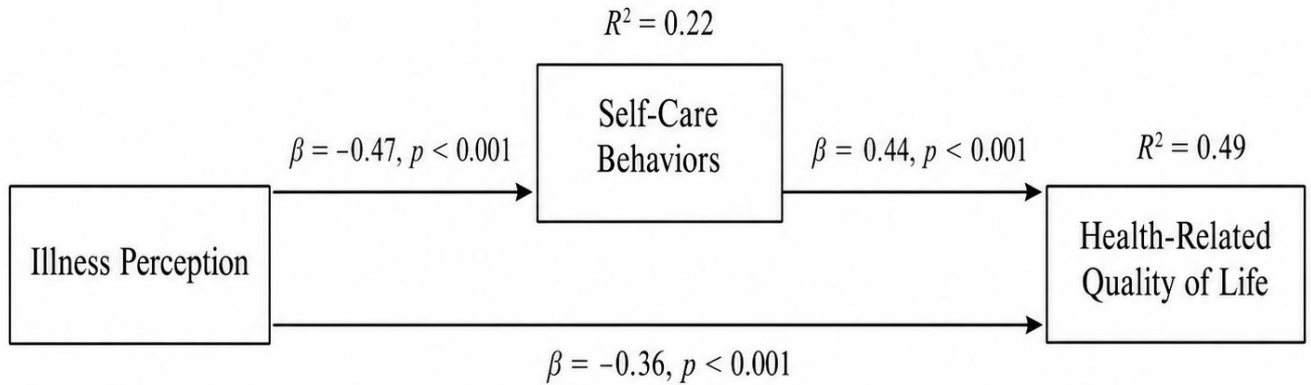 R² = 0.22
Self-Care
Behaviors
β = –0.47, p < 0.001
β = 0.44, p < 0.001
R² = 0.49
Illness Perception
Health-Related
Quality of Life
β = –0.36, p < 0.001